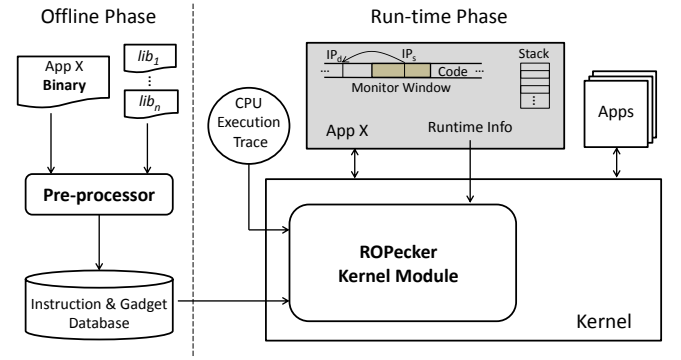 Offline Phase
Run-time Phase
App X
Binary
lib1
⋮
libn
Pre-processor
Instruction & Gadget
Database
CPU
Execution
Trace
IPd
IPs
Stack
... Code ...
Monitor Window
⋮
App X
Runtime Info
Apps
ROPecker
Kernel Module
Kernel